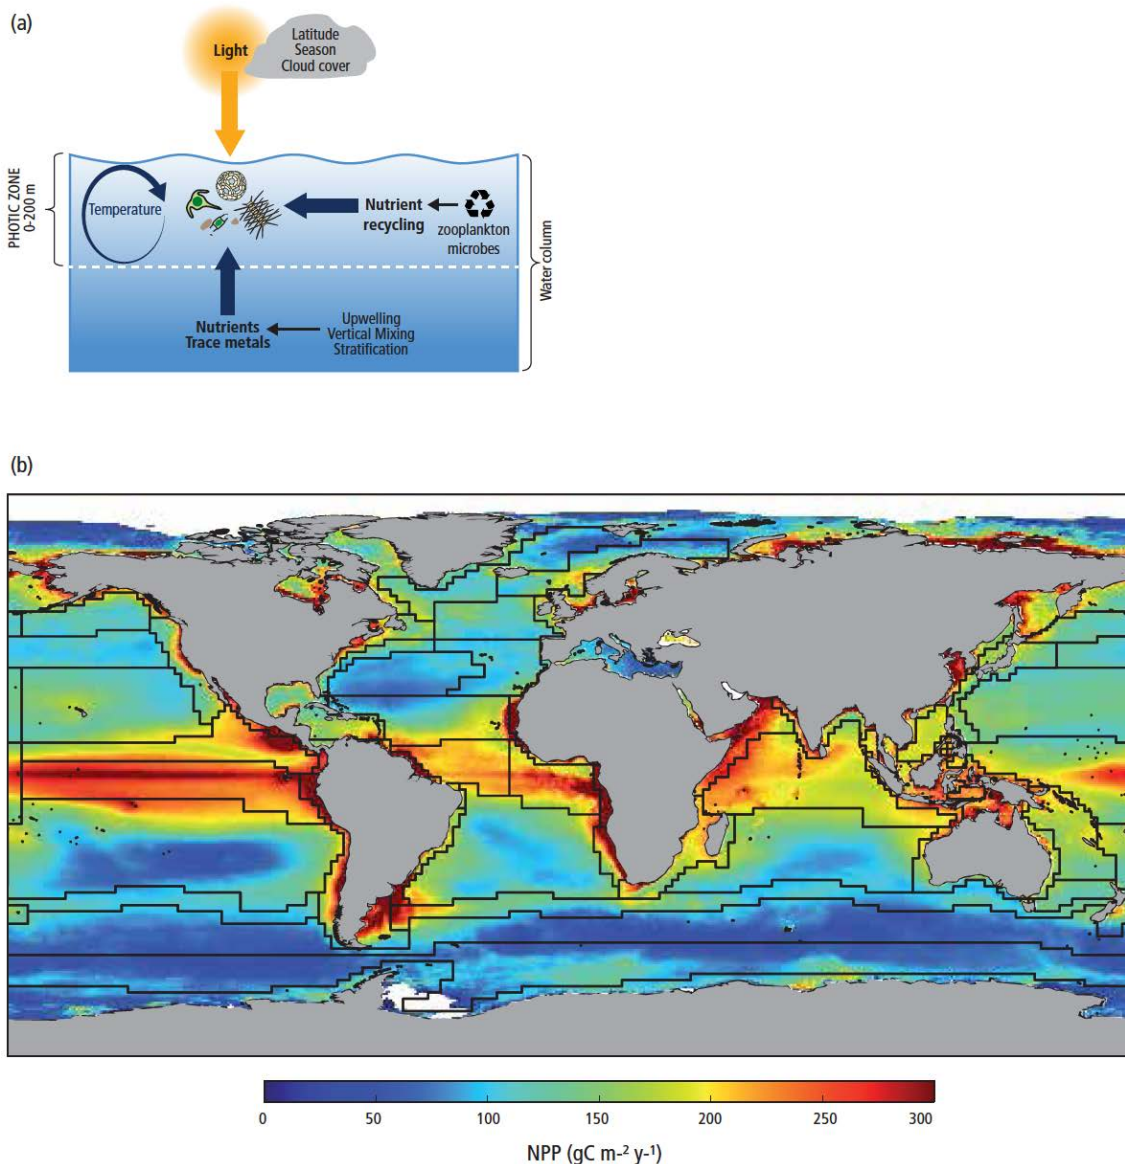 (a)
Light
Latitude
Season
Cloud cover
PHOTIC ZONE
0-200 m
Temperature
Nutrient
recycling
zooplankton
microbes
Water column
Nutrients
Trace metals
Upwelling
Vertical Mixing
Stratification
(b)
0 50 100 150 200 250 300
NPP (gC m-² y-¹)